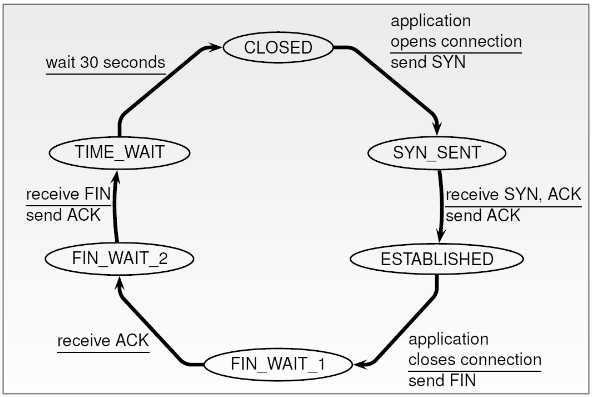 CLOSED
application
opens connection
send SYN
SYN_SENT
receive SYN, ACK
send ACK
ESTABLISHED
application
closes connection
send FIN
FIN_WAIT_1
receive ACK
FIN_WAIT_2
receive FIN
send ACK
TIME_WAIT
wait 30 seconds